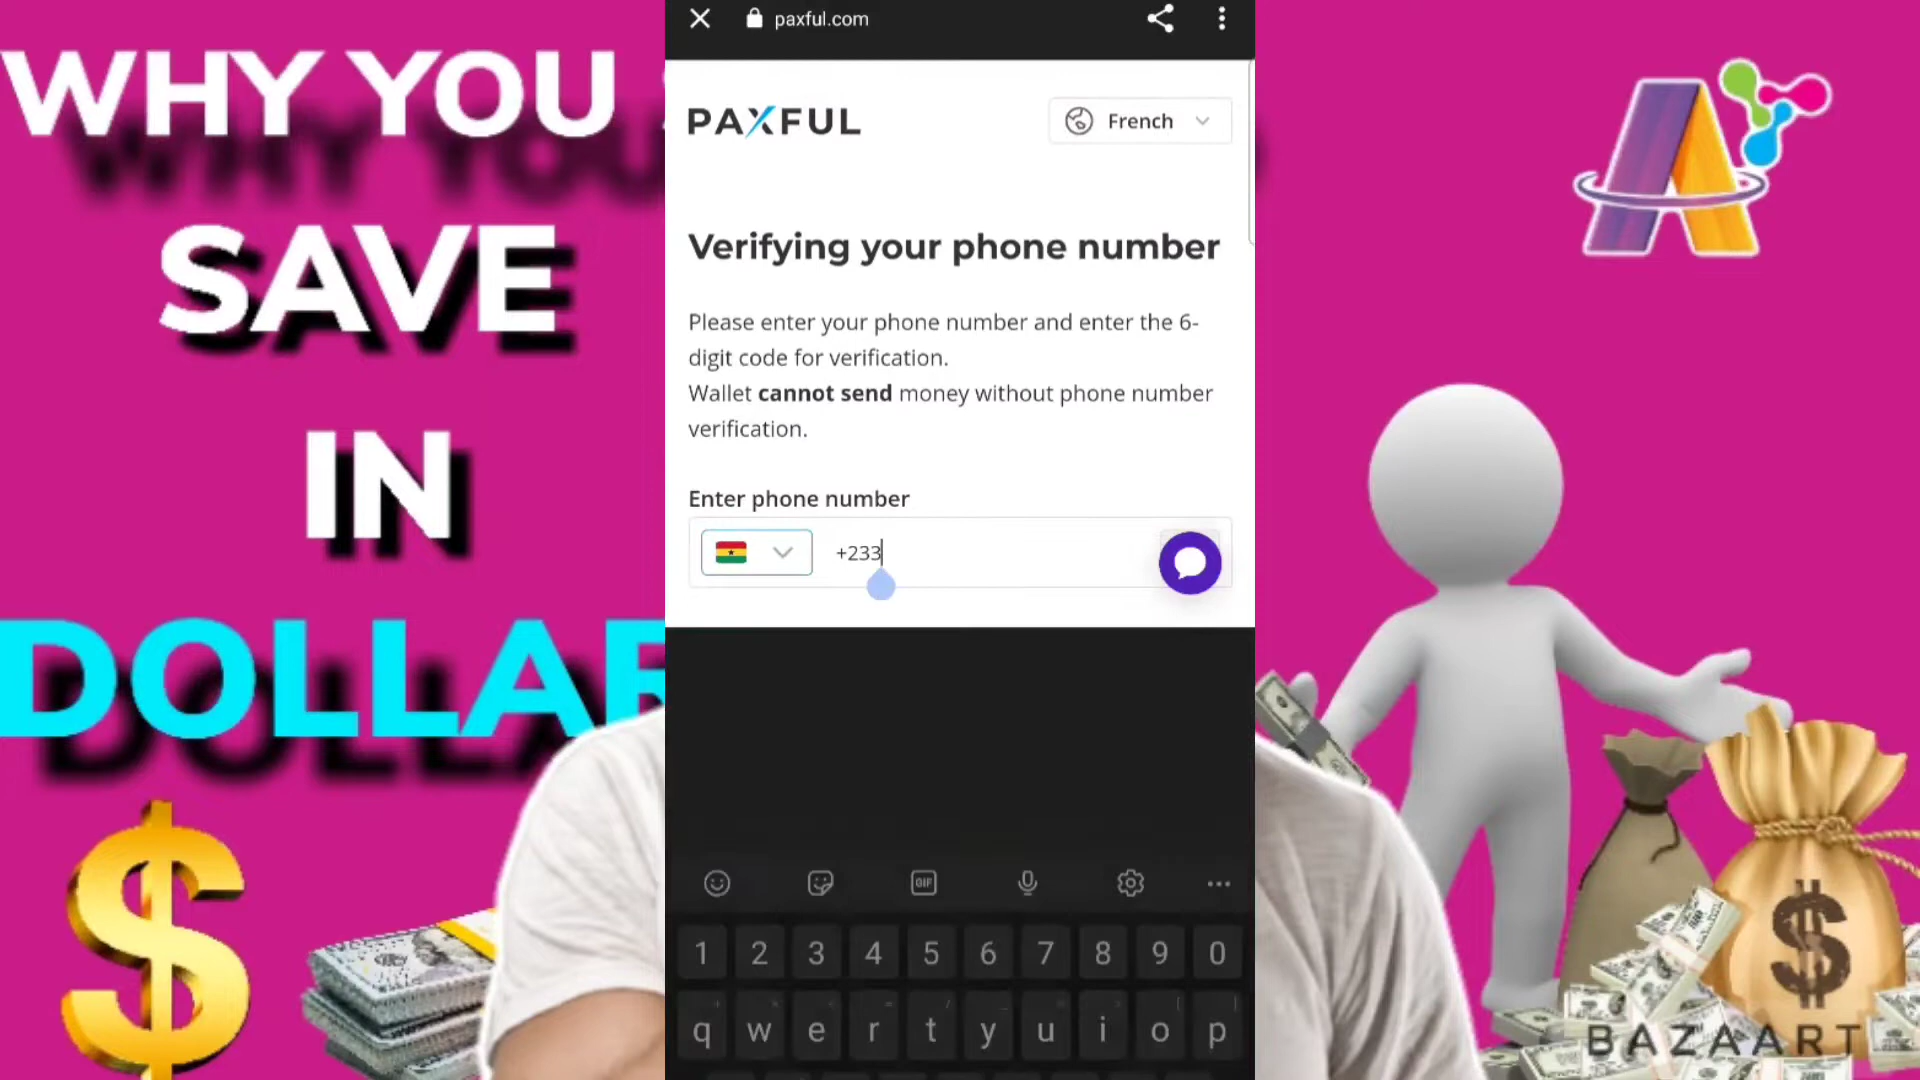 WHY YOU
SAVE
IN
DOLLAR
$
paxful.com
PAXFUL
French
Verifying your phone number
Please enter your phone number and enter the 6-
digit code for verification.
Wallet cannot send money without phone number
verification.
Enter phone number
+233
GIF
1 2 3 4 5 6 7 8 9 0
q w e r t y u i o p
A
$
BAZAART